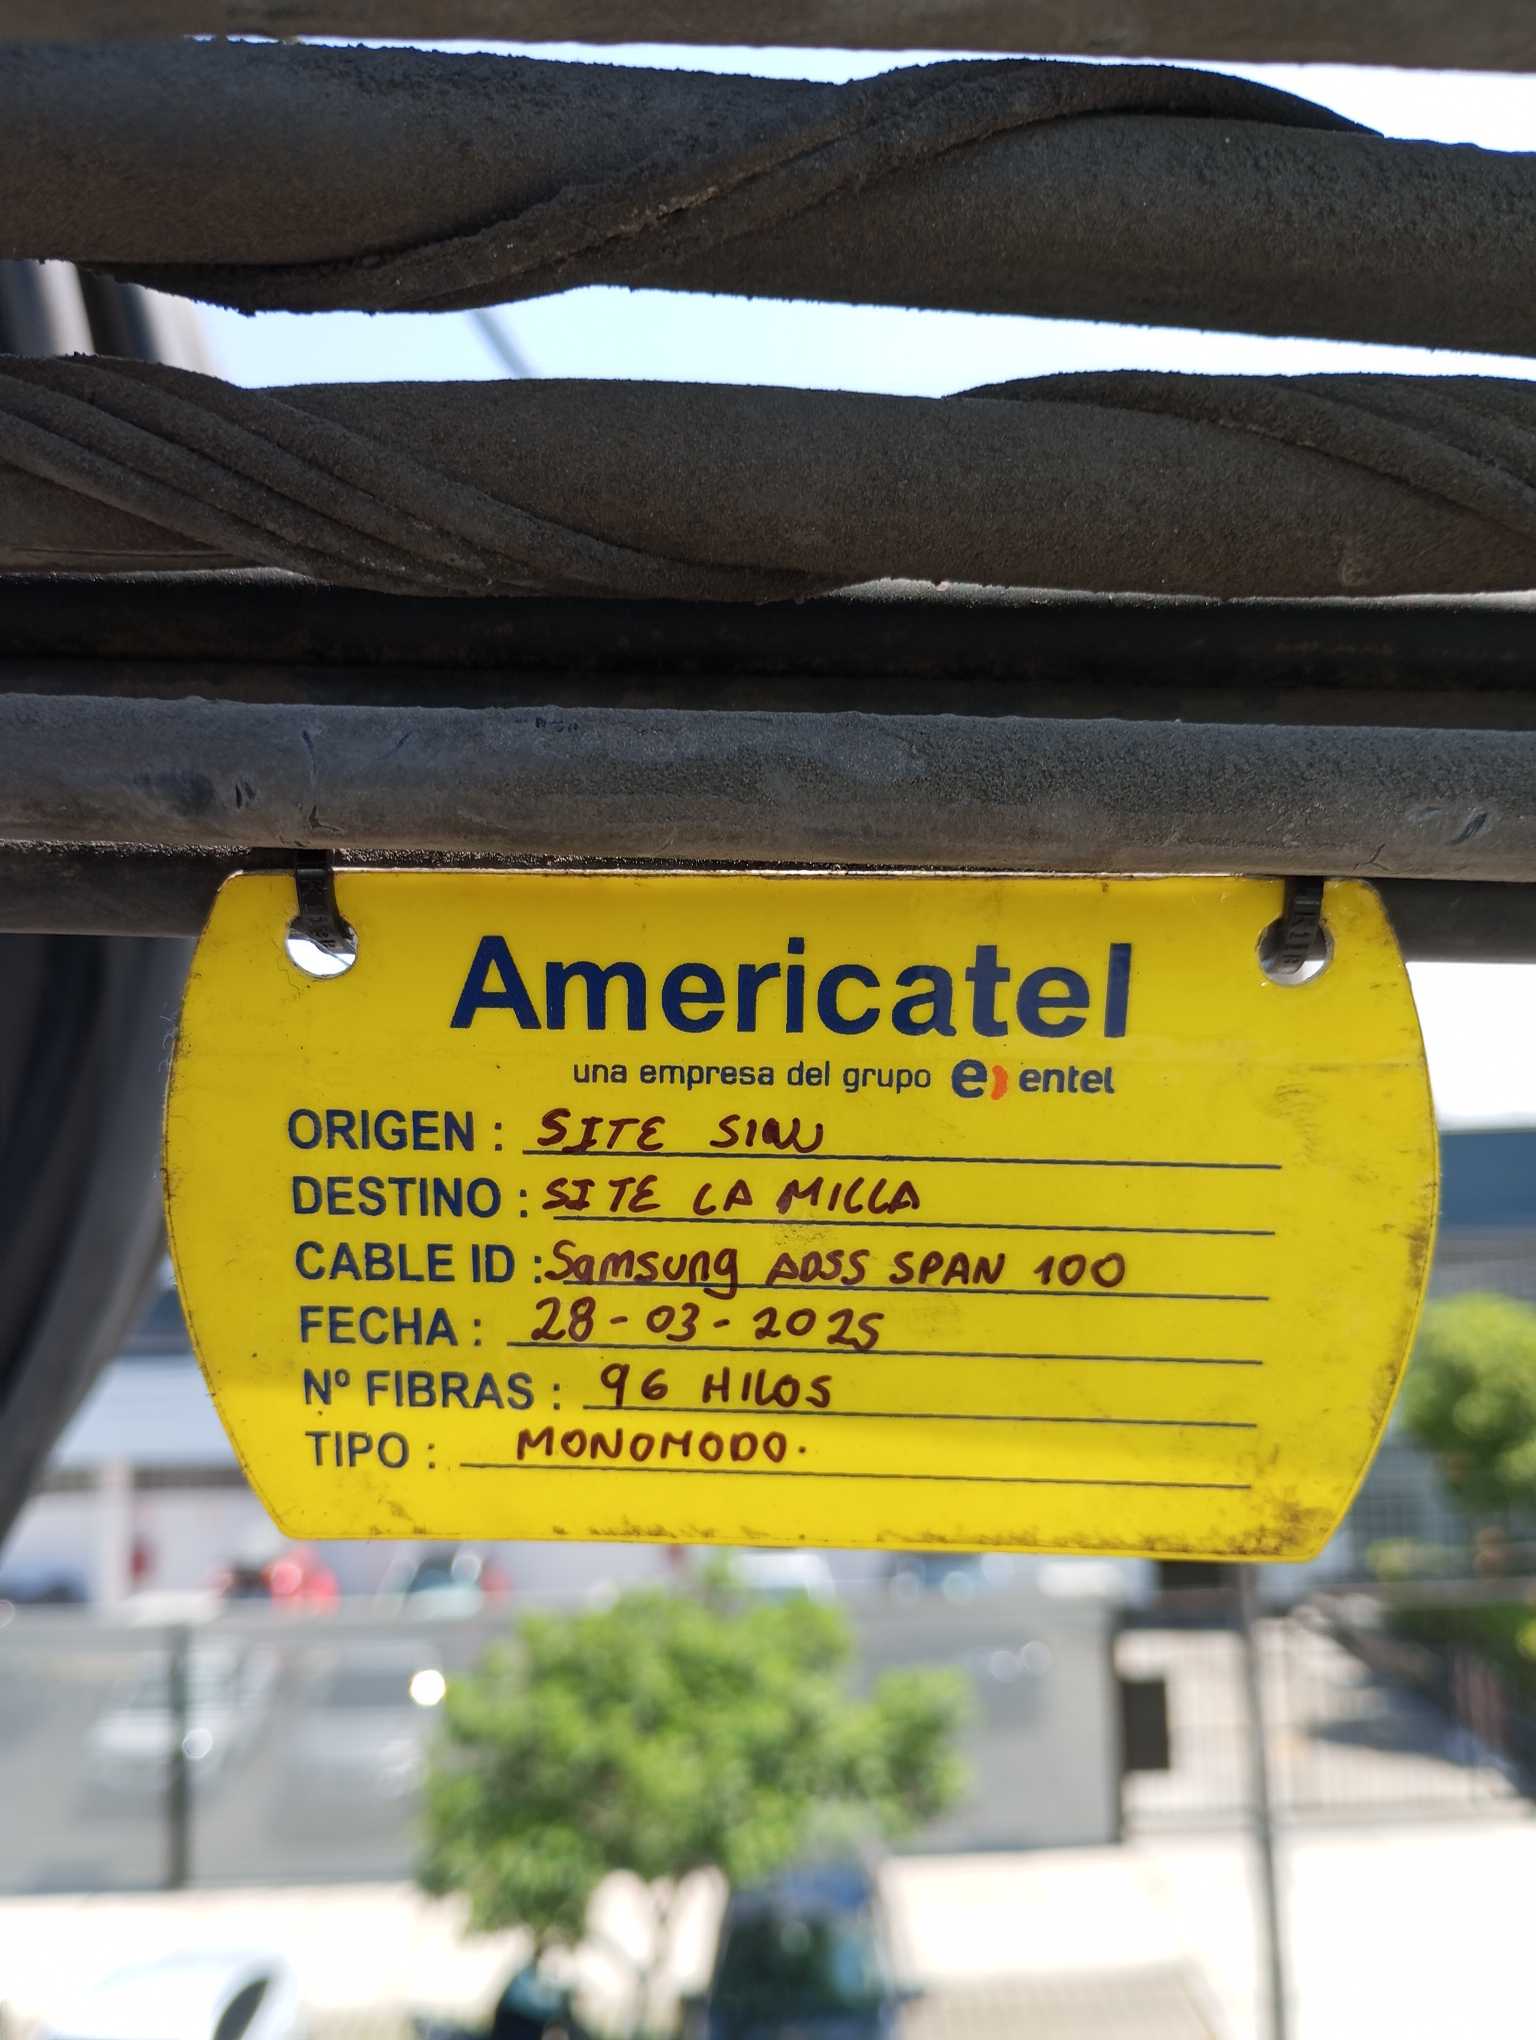 Americatel
una empresa del grupo e) entel
ORIGEN : SITE
DESTINO : SITE LA MILLA
CABLE ID : Samsung ADSS SPAN 100
FECHA : 28-03-2025
Nº FIBRAS : 96 HILOS
TIPO : MONOMODO.